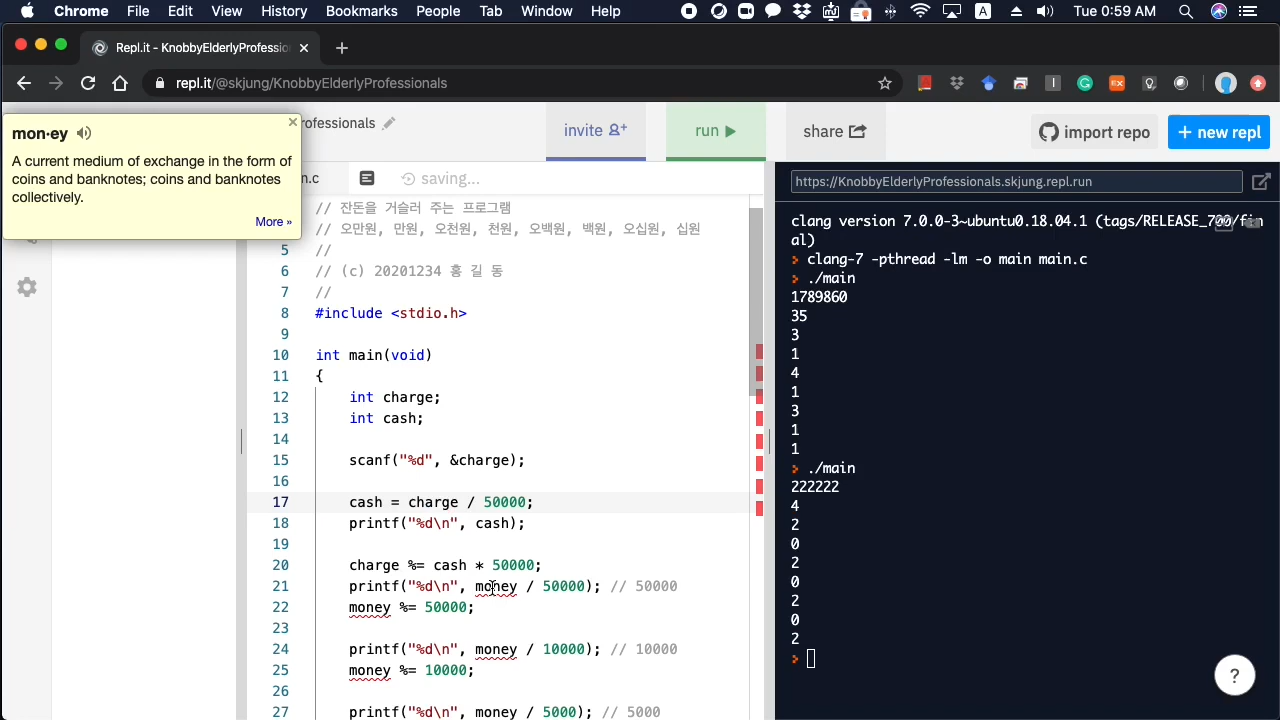 Chrome File Edit View History Bookmarks People Tab Window Help A Tue 0:59 AM
Repl.it - KnobbyElderlyProfessio
repl.it/@skjung/KnobbyElderlyProfessionals
mon·ey
A current medium of exchange in the form of
coins and banknotes; coins and banknotes
collectively.
More »
rofessionals
invite
run
share
import repo
+ new repl
n.c
saving...
// 잔돈을 거슬러 주는 프로그램
// 오만원, 만원, 오천원, 천원, 오백원, 백원, 오십원, 십원
5 //
6 // (c) 20201234 홍 길 동
7 //
8 #include <stdio.h>
9
10 int main(void)
11 {
12 int charge;
13 int cash;
14
15 scanf("%d", &charge);
16
17 cash = charge / 50000;
18 printf("%d\n", cash);
19
20 charge %= cash * 50000;
21 printf("%d\n", money / 50000); // 50000
22 money %= 50000;
23
24 printf("%d\n", money / 10000); // 10000
25 money %= 10000;
26
27 printf("%d\n", money / 5000); // 5000
https://KnobbyElderlyProfessionals.skjung.repl.run
clang version 7.0.0-3~ubuntu0.18.04.1 (tags/RELEASE_700/fin
al)
clang-7 -pthread -lm -o main main.c
./main
1789860
35
3
1
4
1
3
1
1
./main
222222
4
2
0
2
0
2
0
2
?